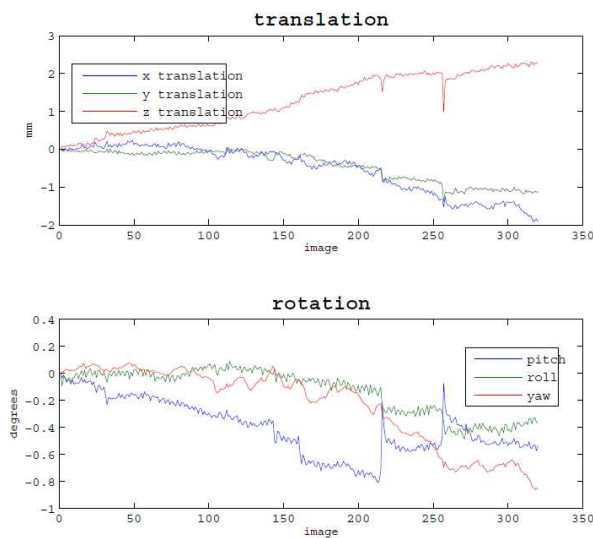 translation
3
2
1
0
−1
−2
mm
x translation
y translation
z translation
0 50 100 150 200 250 300 350
image
rotation
0.4
0.2
0
−0.2
−0.4
−0.6
−0.8
−1
degrees
pitch
roll
yaw
0 50 100 150 200 250 300 350
image